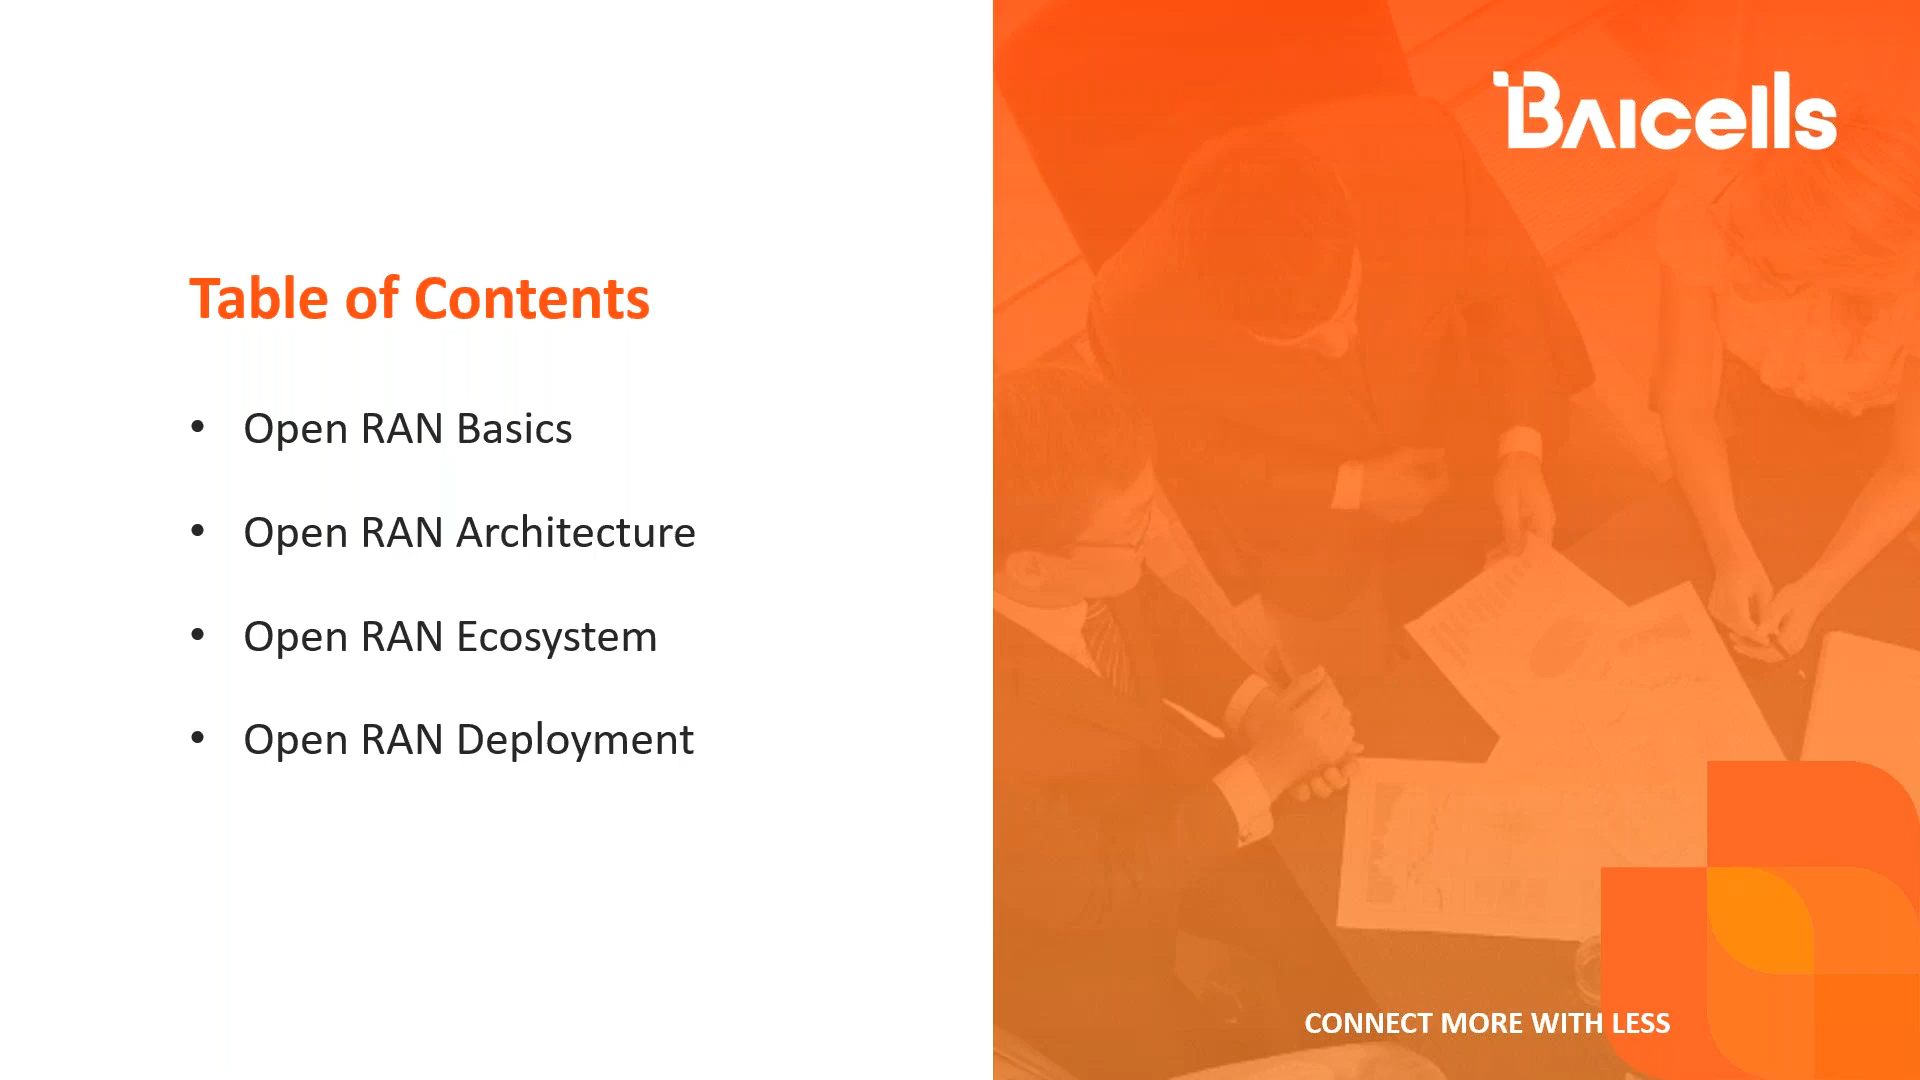 Table of Contents
• Open RAN Basics
• Open RAN Architecture
• Open RAN Ecosystem
• Open RAN Deployment
Baicells
CONNECT MORE WITH LESS